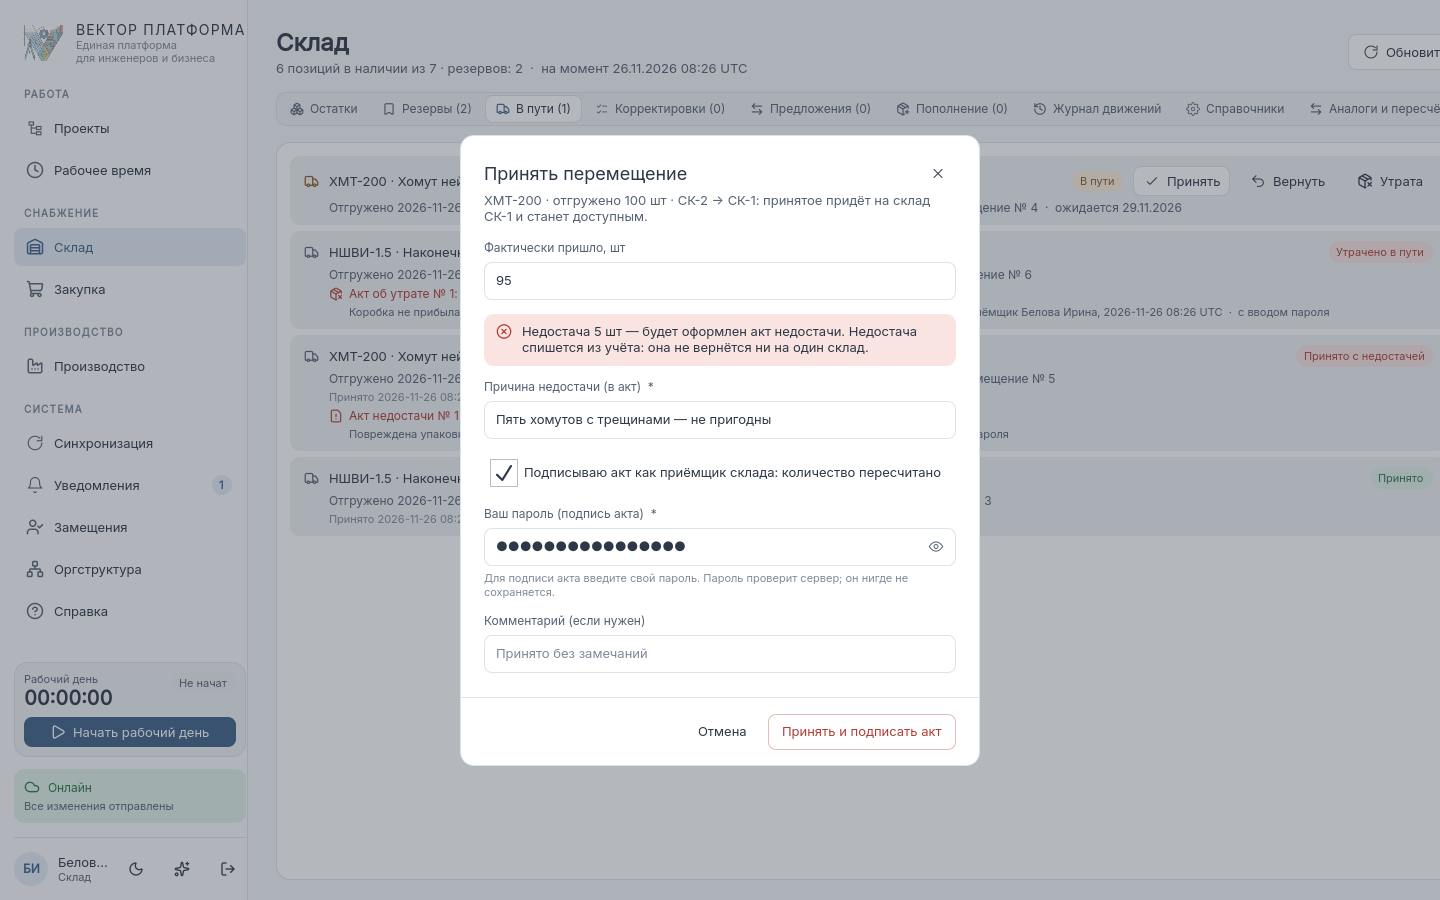 ВЕКТОР ПЛАТФОРМА
Единая платформа
для инженеров и бизнеса
РАБОТА
Проекты
Рабочее время
СНАБЖЕНИЕ
Склад
Закупка
ПРОИЗВОДСТВО
Производство
СИСТЕМА
Синхронизация
Уведомления 1
Замещения
Оргструктура
Справка
Рабочий день
Не начат
00:00:00
Начать рабочий день
Онлайн
Все изменения отправлены
БИ
Белов...
Склад
Склад
6 позиций в наличии из 7 · резервов: 2 · на момент 26.11.2026 08:26 UTC
Обновит
Остатки Резервы (2) В пути (1) Корректировки (0) Предложения (0) Пополнение (0) Журнал движений Справочники Аналоги и пересчё
ХМТ-200 · Хомут ней
В пути Принять Вернуть Утрата
Отгружено 2026-11-26
щение № 4 · ожидается 29.11.2026
НШВИ-1.5 · Наконечн
Утрачено в пути
Отгружено 2026-11-26
ение № 6
Акт об утрате № 1:
Коробка не прибыла
ёмщик Белова Ирина, 2026-11-26 08:26 UTC · с вводом пароля
ХМТ-200 · Хомут ней
Принято с недостачей
Отгружено 2026-11-26
мещение № 5
Принято 2026-11-26 08:2
Акт недостачи № 1
Повреждена упаковк
ароля
НШВИ-1.5 · Наконечн
Принято
Отгружено 2026-11-26
3
Принято 2026-11-26 08:2
Принять перемещение
ХМТ-200 · отгружено 100 шт · СК-2 → СК-1: принятое придёт на склад
СК-1 и станет доступным.
Фактически пришло, шт
95
Недостача 5 шт — будет оформлен акт недостачи. Недостача
спишется из учёта: она не вернётся ни на один склад.
Причина недостачи (в акт) *
Пять хомутов с трещинами — не пригодны
Подписываю акт как приёмщик склада: количество пересчитано
Ваш пароль (подпись акта) *
●●●●●●●●●●●●●●●●
Для подписи акта введите свой пароль. Пароль проверит сервер; он нигде не
сохраняется.
Комментарий (если нужен)
Принято без замечаний
Отмена
Принять и подписать акт